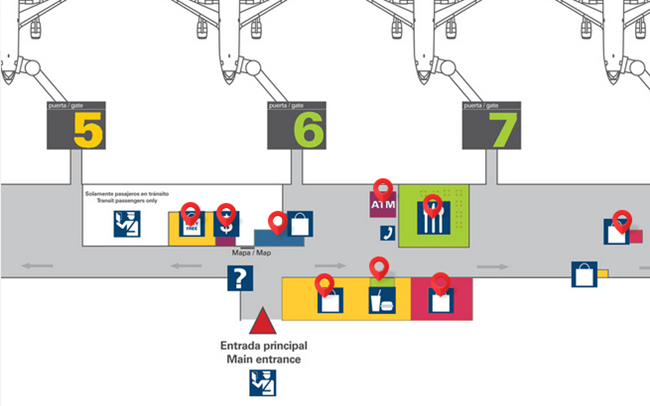 puerta / gate
5
puerta / gate
6
puerta / gate
7
Solamente pasajeros en tránsito
Transit passengers only
FREE
$
ATM
Mapa / Map
?
Entrada principal
Main entrance